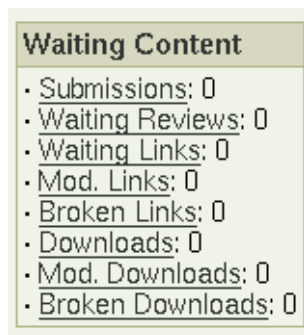 Waiting Content
· Submissions: 0
· Waiting Reviews: 0
· Waiting Links: 0
· Mod. Links: 0
· Broken Links: 0
· Downloads: 0
· Mod. Downloads: 0
· Broken Downloads: 0